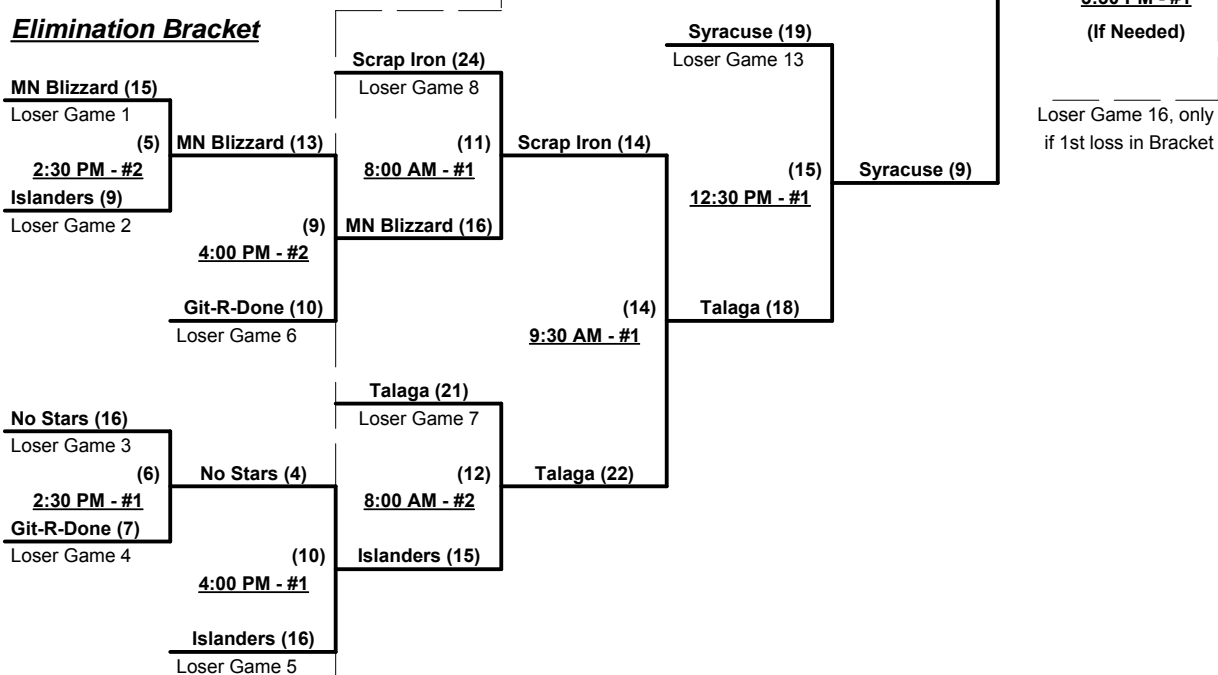 Elimination Bracket
MN Blizzard (15)
Loser Game 1
(5)
2:30 PM - #2
Islanders (9)
Loser Game 2
MN Blizzard (13)
(9)
4:00 PM - #2
Git-R-Done (10)
Loser Game 6
No Stars (16)
Loser Game 3
(6)
2:30 PM - #1
Git-R-Done (7)
Loser Game 4
No Stars (4)
(10)
4:00 PM - #1
Islanders (16)
Loser Game 5
Scrap Iron (24)
Loser Game 8
(11)
8:00 AM - #1
MN Blizzard (16)
Talaga (21)
Loser Game 7
(12)
8:00 AM - #2
Islanders (15)
Scrap Iron (14)
(14)
9:30 AM - #1
Talaga (22)
Syracuse (19)
Loser Game 13
(15)
12:30 PM - #1
Talaga (18)
Syracuse (9)
(If Needed)
Loser Game 16, only
if 1st loss in Bracket